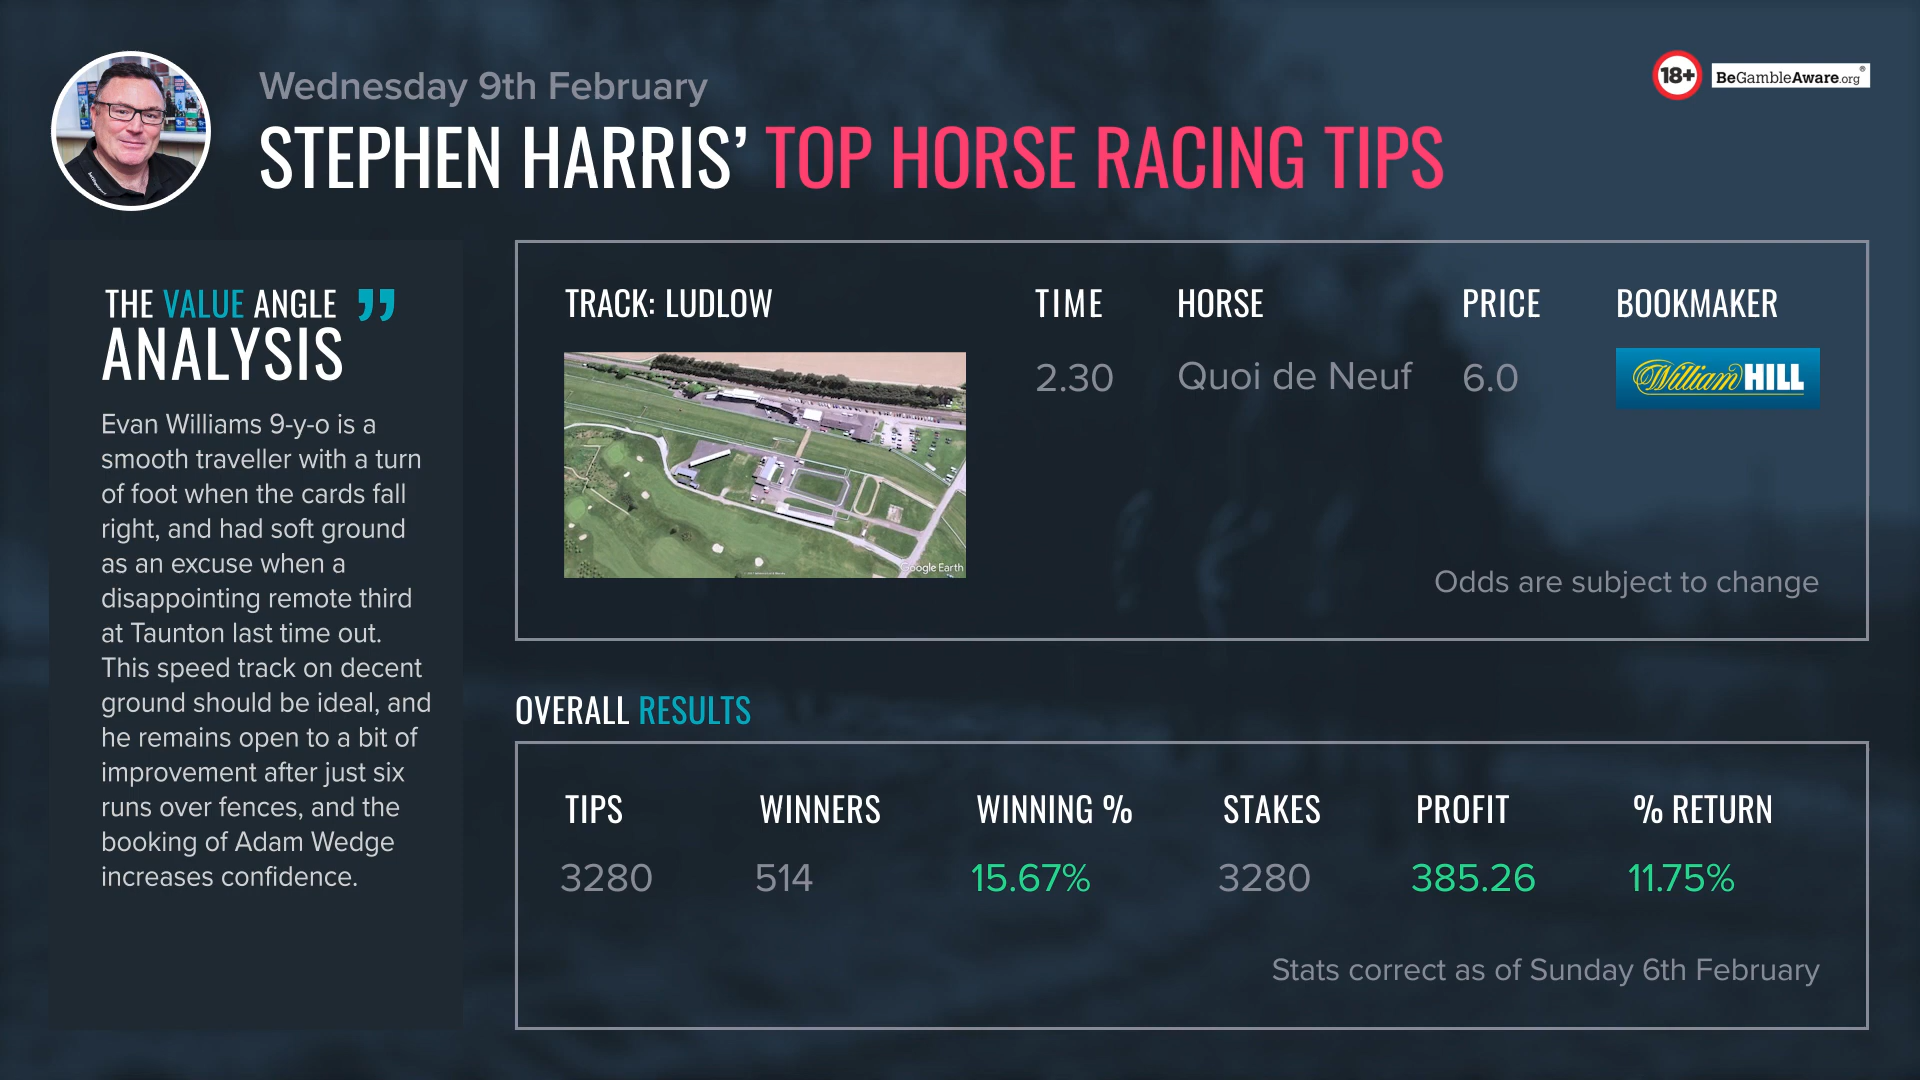 Wednesday 9th February
STEPHEN HARRIS’ TOP HORSE RACING TIPS
18+
BeGambleAware.org®
THE VALUE ANGLE ”
ANALYSIS
Evan Williams 9-y-o is a
smooth traveller with a turn
of foot when the cards fall
right, and had soft ground
as an excuse when a
disappointing remote third
at Taunton last time out.
This speed track on decent
ground should be ideal, and
he remains open to a bit of
improvement after just six
runs over fences, and the
booking of Adam Wedge
increases confidence.
TRACK: LUDLOW TIME HORSE PRICE BOOKMAKER
2.30 Quoi de Neuf 6.0 William HILL
Google Earth
Odds are subject to change
OVERALL RESULTS
TIPS WINNERS WINNING % STAKES PROFIT % RETURN
3280 514 15.67% 3280 385.26 11.75%
Stats correct as of Sunday 6th February